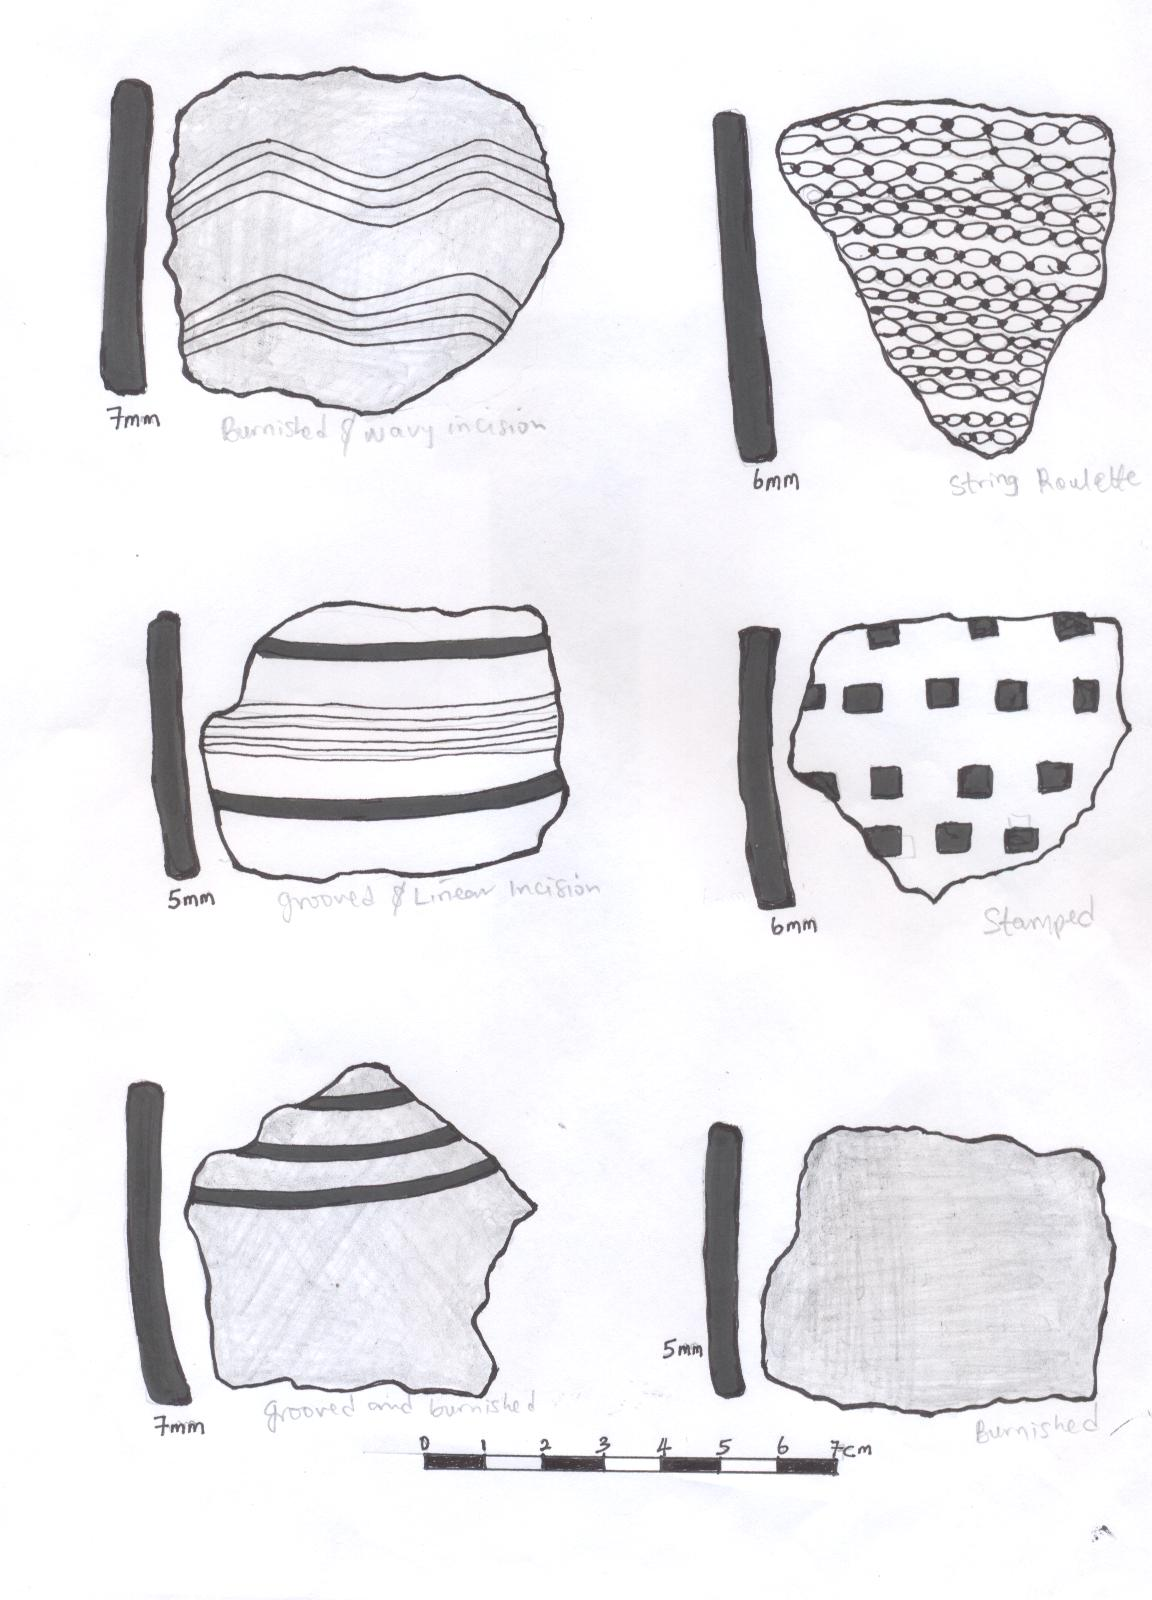 7mm
Burnished & wavy incision
6mm
String Roulette
5mm
grooved & Linear Incision
6mm
Stamped
7mm
grooved and burnished
5mm
Burnished
0 1 2 3 4 5 6 7cm